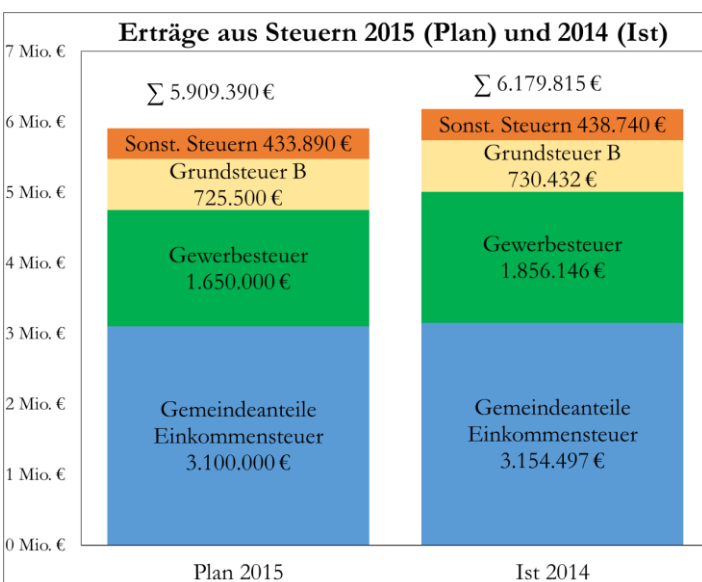 Erträge aus Steuern 2015 (Plan) und 2014 (Ist)
7 Mio. €
6 Mio. €
5 Mio. €
4 Mio. €
3 Mio. €
2 Mio. €
1 Mio. €
0 Mio. €
∑ 5.909.390 €
Sonst. Steuern 433.890 €
Grundsteuer B
725.500 €
Gewerbesteuer
1.650.000 €
Gemeindeanteile
Einkommensteuer
3.100.000 €
Plan 2015
∑ 6.179.815 €
Sonst. Steuern 438.740 €
Grundsteuer B
730.432 €
Gewerbesteuer
1.856.146 €
Gemeindeanteile
Einkommensteuer
3.154.497 €
Ist 2014